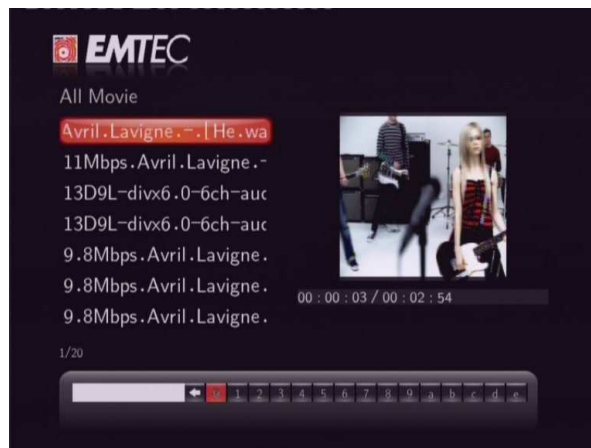 EMTEC
All Movie
Avril.Lavigne.-.[He.wa
11Mbps.Avril.Lavigne.-
13D9L-divx6.0-6ch-auc
13D9L-divx6.0-6ch-auc
9.8Mbps.Avril.Lavigne.
9.8Mbps.Avril.Lavigne.
9.8Mbps.Avril.Lavigne.
00 : 00 : 03 / 00 : 02 : 54
1/20
1 2 3 4 5 6 7 8 9 a b c d e